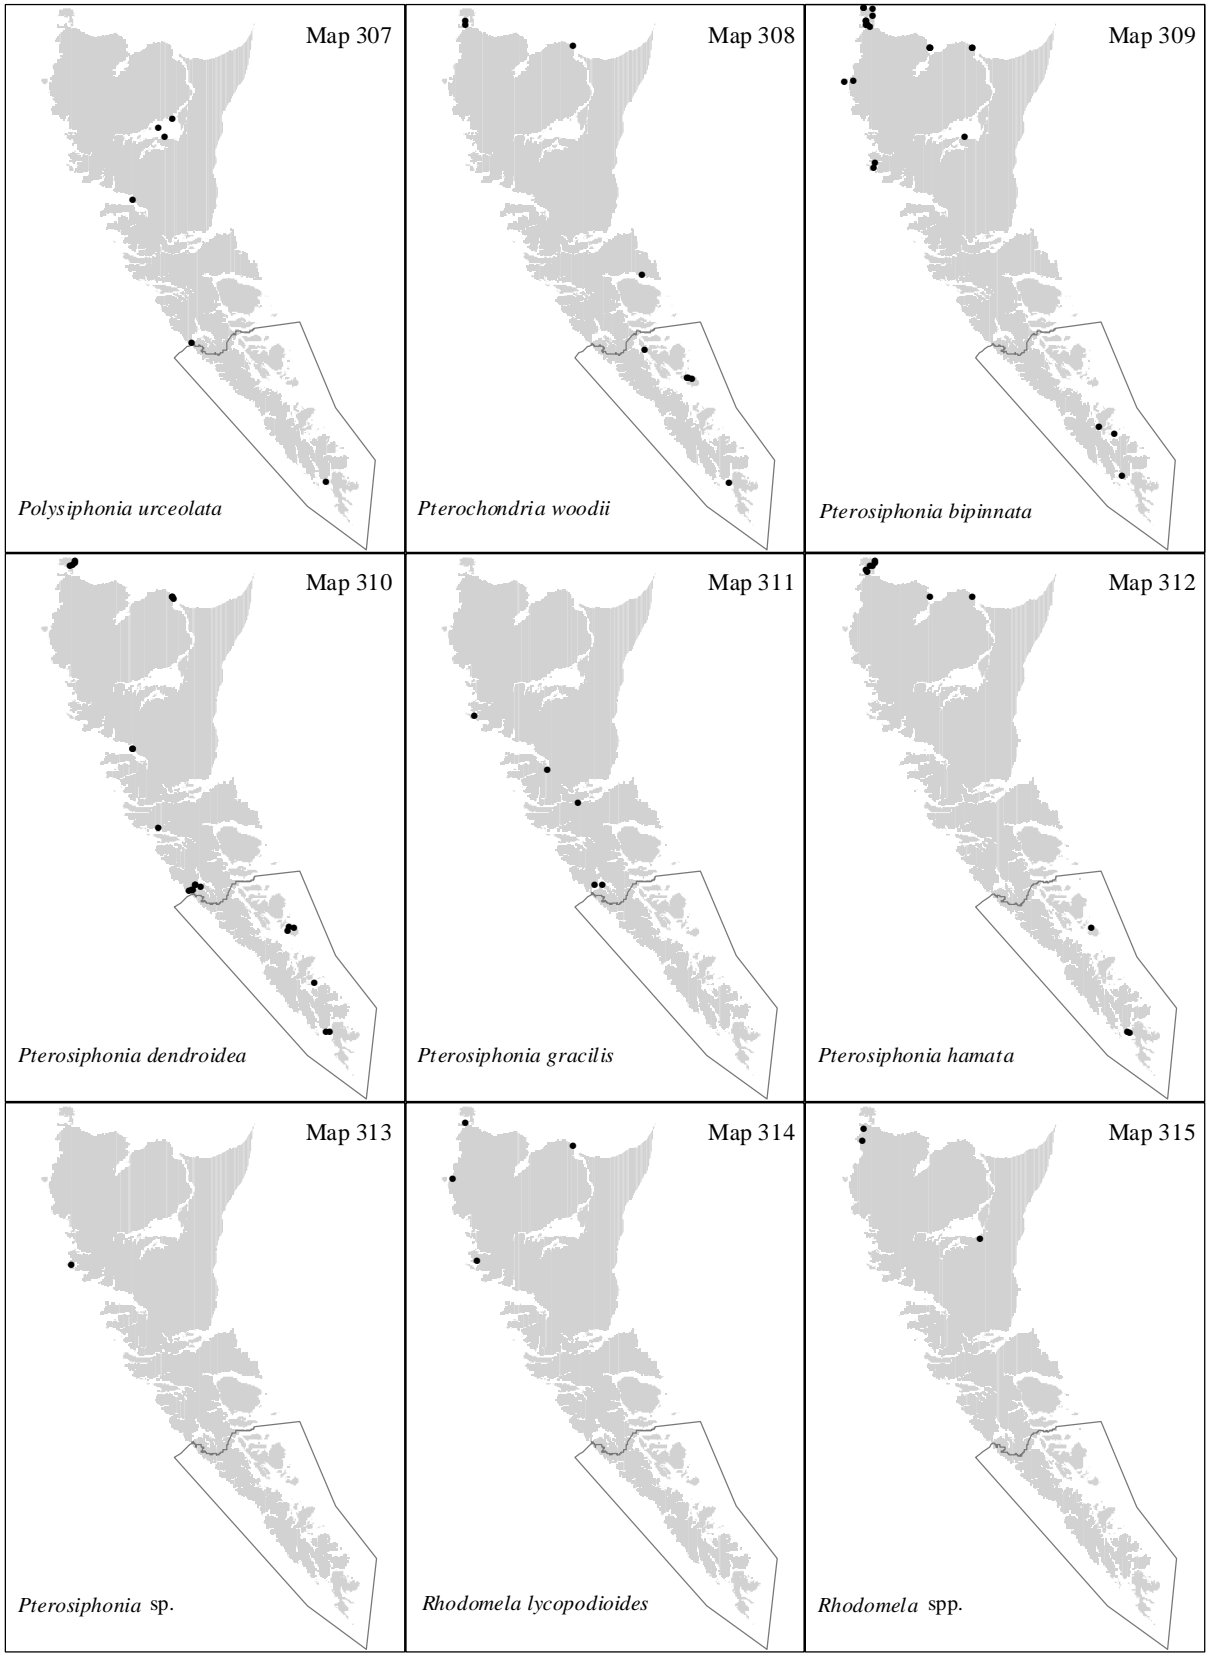 Map 307
Polysiphonia urceolata
Map 308
Pterochondria woodii
Map 309
Pterosiphonia bipinnata
Map 310
Pterosiphonia dendroidea
Map 311
Pterosiphonia gracilis
Map 312
Pterosiphonia hamata
Map 313
Pterosiphonia sp.
Map 314
Rhodomela lycopodioides
Map 315
Rhodomela spp.